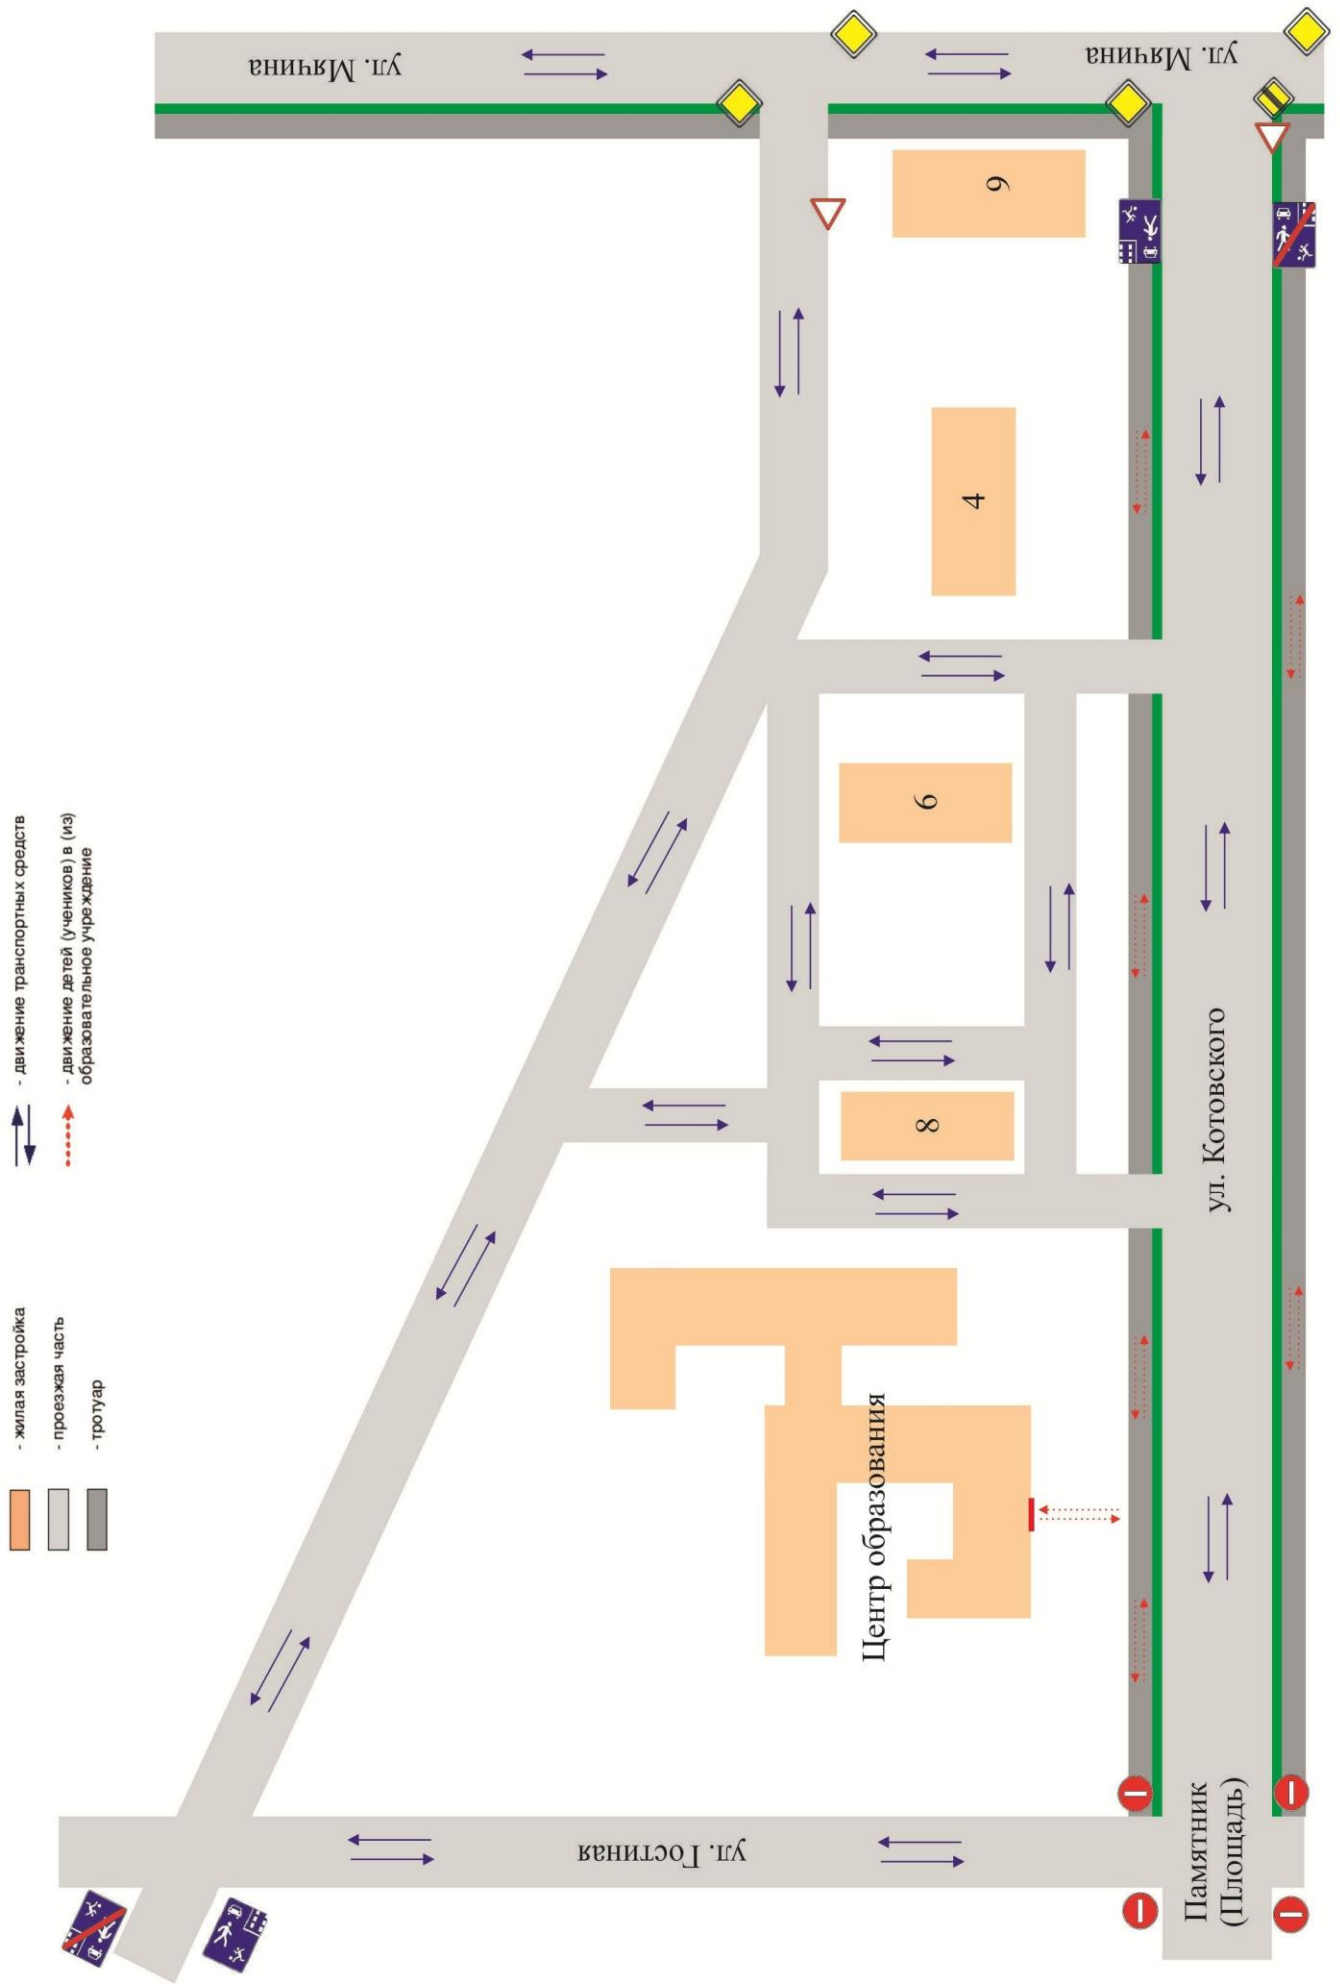 - жилая застройка
- проезжая часть
- тротуар
- движение транспортных средств
- движение детей (учеников) в (из)
образовательное учреждение
ул. Мячина
ул. Гостиная
Центр образования
8
6
4
9
ул. Мячина
Памятник
(Площадь)
ул. Котовского